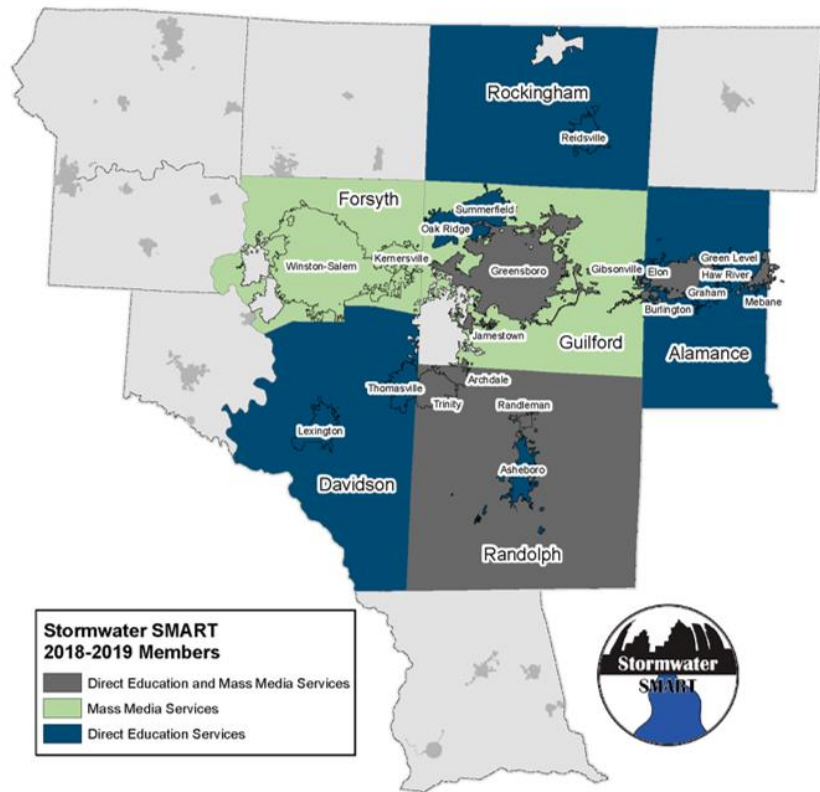 Rockingham
Reidsville
Forsyth
Summerfield
Oak Ridge
Winston-Salem
Kernersville
Greensboro
Gibsonville
Elon
Green Level
Haw River
Graham
Mebane
Burlington
Jamestown
Guilford
Alamance
Thomasville
Archdale
Trinity
Randleman
Lexington
Asheboro
Davidson
Randolph
Stormwater SMART
2018-2019 Members
Direct Education and Mass Media Services
Mass Media Services
Direct Education Services
Stormwater
SMART